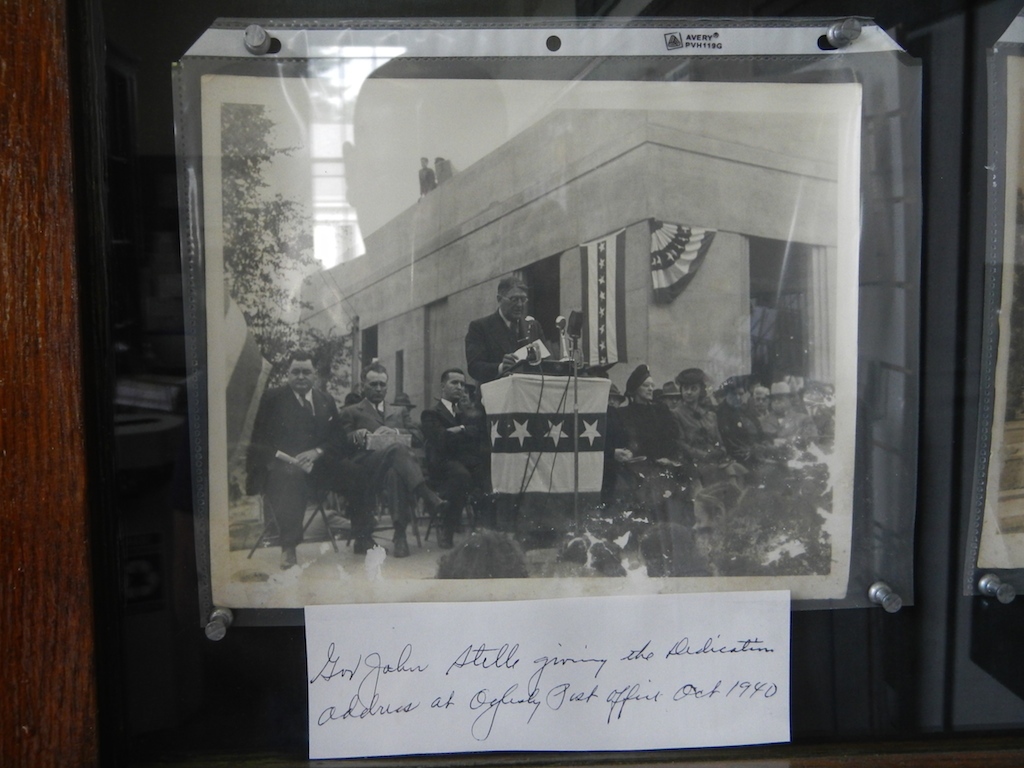 AVERY®
PVH119G
Gov John Stelle giving the Dedication
address at Oglesby Post office Oct 1940